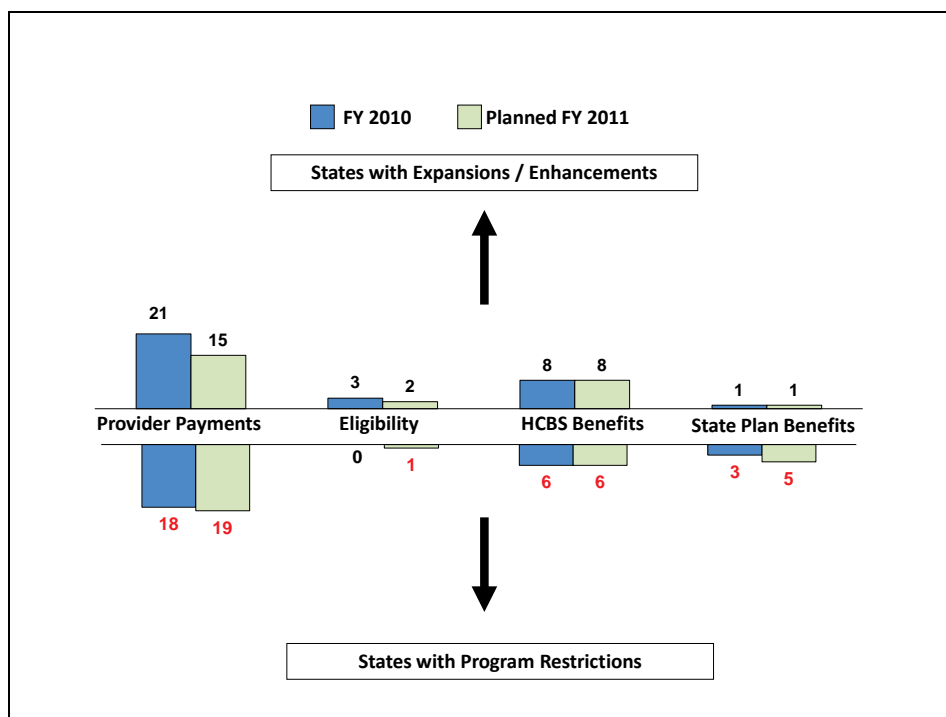 FY 2010 Planned FY 2011
States with Expansions / Enhancements
21 15 3 2 8 8 1 1
Provider Payments Eligibility HCBS Benefits State Plan Benefits
18 19 0 1 6 6 3 5
States with Program Restrictions